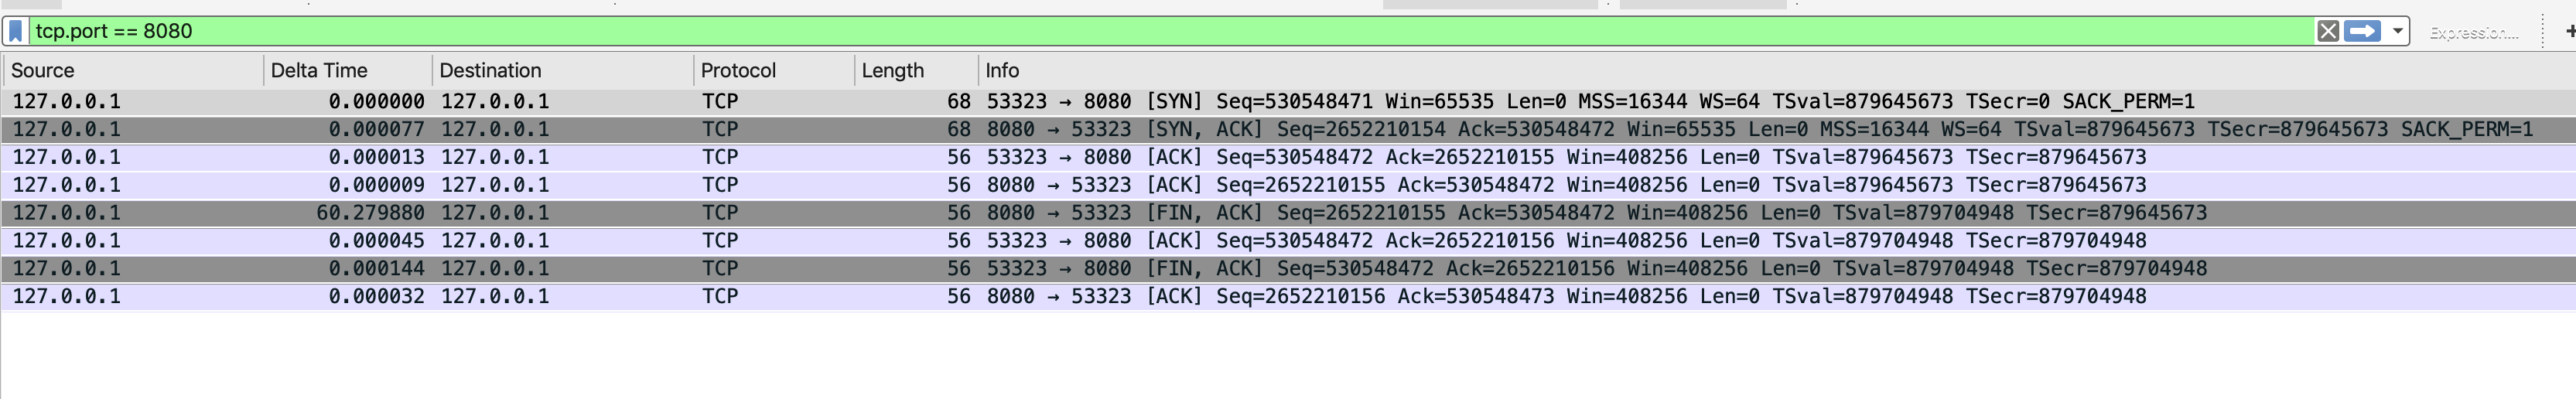 tcp.port == 8080 Expression... +
Source Delta Time Destination Protocol Length Info
127.0.0.1 0.000000 127.0.0.1 TCP 68 53323 → 8080 [SYN] Seq=530548471 Win=65535 Len=0 MSS=16344 WS=64 TSval=879645673 TSecr=0 SACK_PERM=1
127.0.0.1 0.000077 127.0.0.1 TCP 68 8080 → 53323 [SYN, ACK] Seq=2652210154 Ack=530548472 Win=65535 Len=0 MSS=16344 WS=64 TSval=879645673 TSecr=879645673 SACK_PERM=1
127.0.0.1 0.000013 127.0.0.1 TCP 56 53323 → 8080 [ACK] Seq=530548472 Ack=2652210155 Win=408256 Len=0 TSval=879645673 TSecr=879645673
127.0.0.1 0.000009 127.0.0.1 TCP 56 8080 → 53323 [ACK] Seq=2652210155 Ack=530548472 Win=408256 Len=0 TSval=879645673 TSecr=879645673
127.0.0.1 60.279880 127.0.0.1 TCP 56 8080 → 53323 [FIN, ACK] Seq=2652210155 Ack=530548472 Win=408256 Len=0 TSval=879704948 TSecr=879645673
127.0.0.1 0.000045 127.0.0.1 TCP 56 53323 → 8080 [ACK] Seq=530548472 Ack=2652210156 Win=408256 Len=0 TSval=879704948 TSecr=879704948
127.0.0.1 0.000144 127.0.0.1 TCP 56 53323 → 8080 [FIN, ACK] Seq=530548472 Ack=2652210156 Win=408256 Len=0 TSval=879704948 TSecr=879704948
127.0.0.1 0.000032 127.0.0.1 TCP 56 8080 → 53323 [ACK] Seq=2652210156 Ack=530548473 Win=408256 Len=0 TSval=879704948 TSecr=879704948